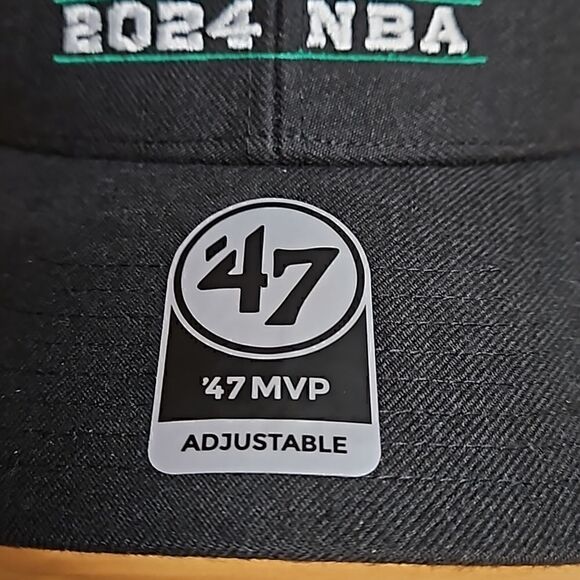 2024 NBA
'47
'47 MVP
ADJUSTABLE